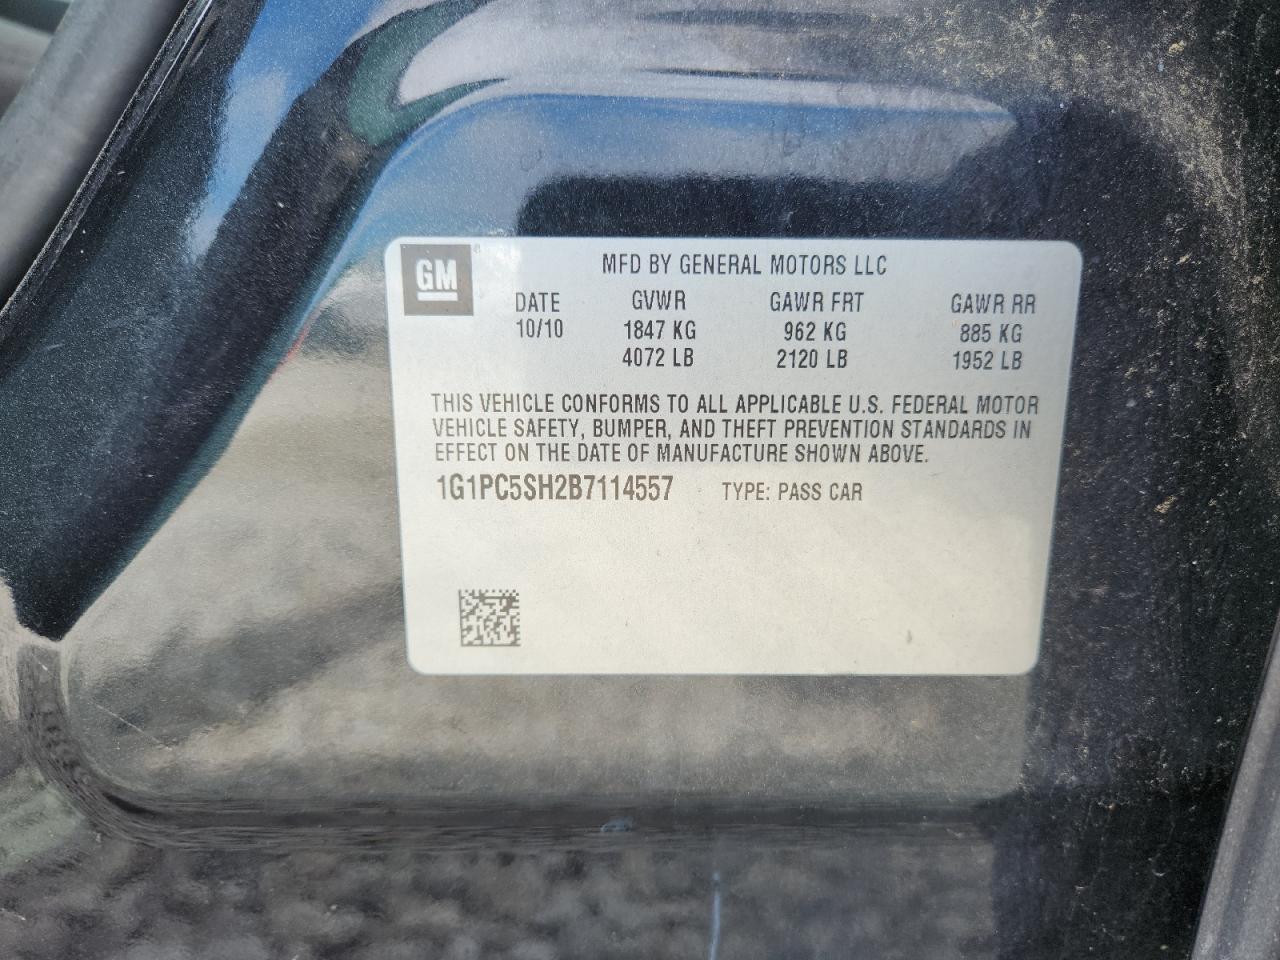 GM
MFD BY GENERAL MOTORS LLC
DATE GVWR GAWR FRT GAWR RR
10/10 1847 KG 962 KG 885 KG
4072 LB 2120 LB 1952 LB
THIS VEHICLE CONFORMS TO ALL APPLICABLE U.S. FEDERAL MOTOR
VEHICLE SAFETY, BUMPER, AND THEFT PREVENTION STANDARDS IN
EFFECT ON THE DATE OF MANUFACTURE SHOWN ABOVE.
1G1PC5SH2B7114557 TYPE: PASS CAR